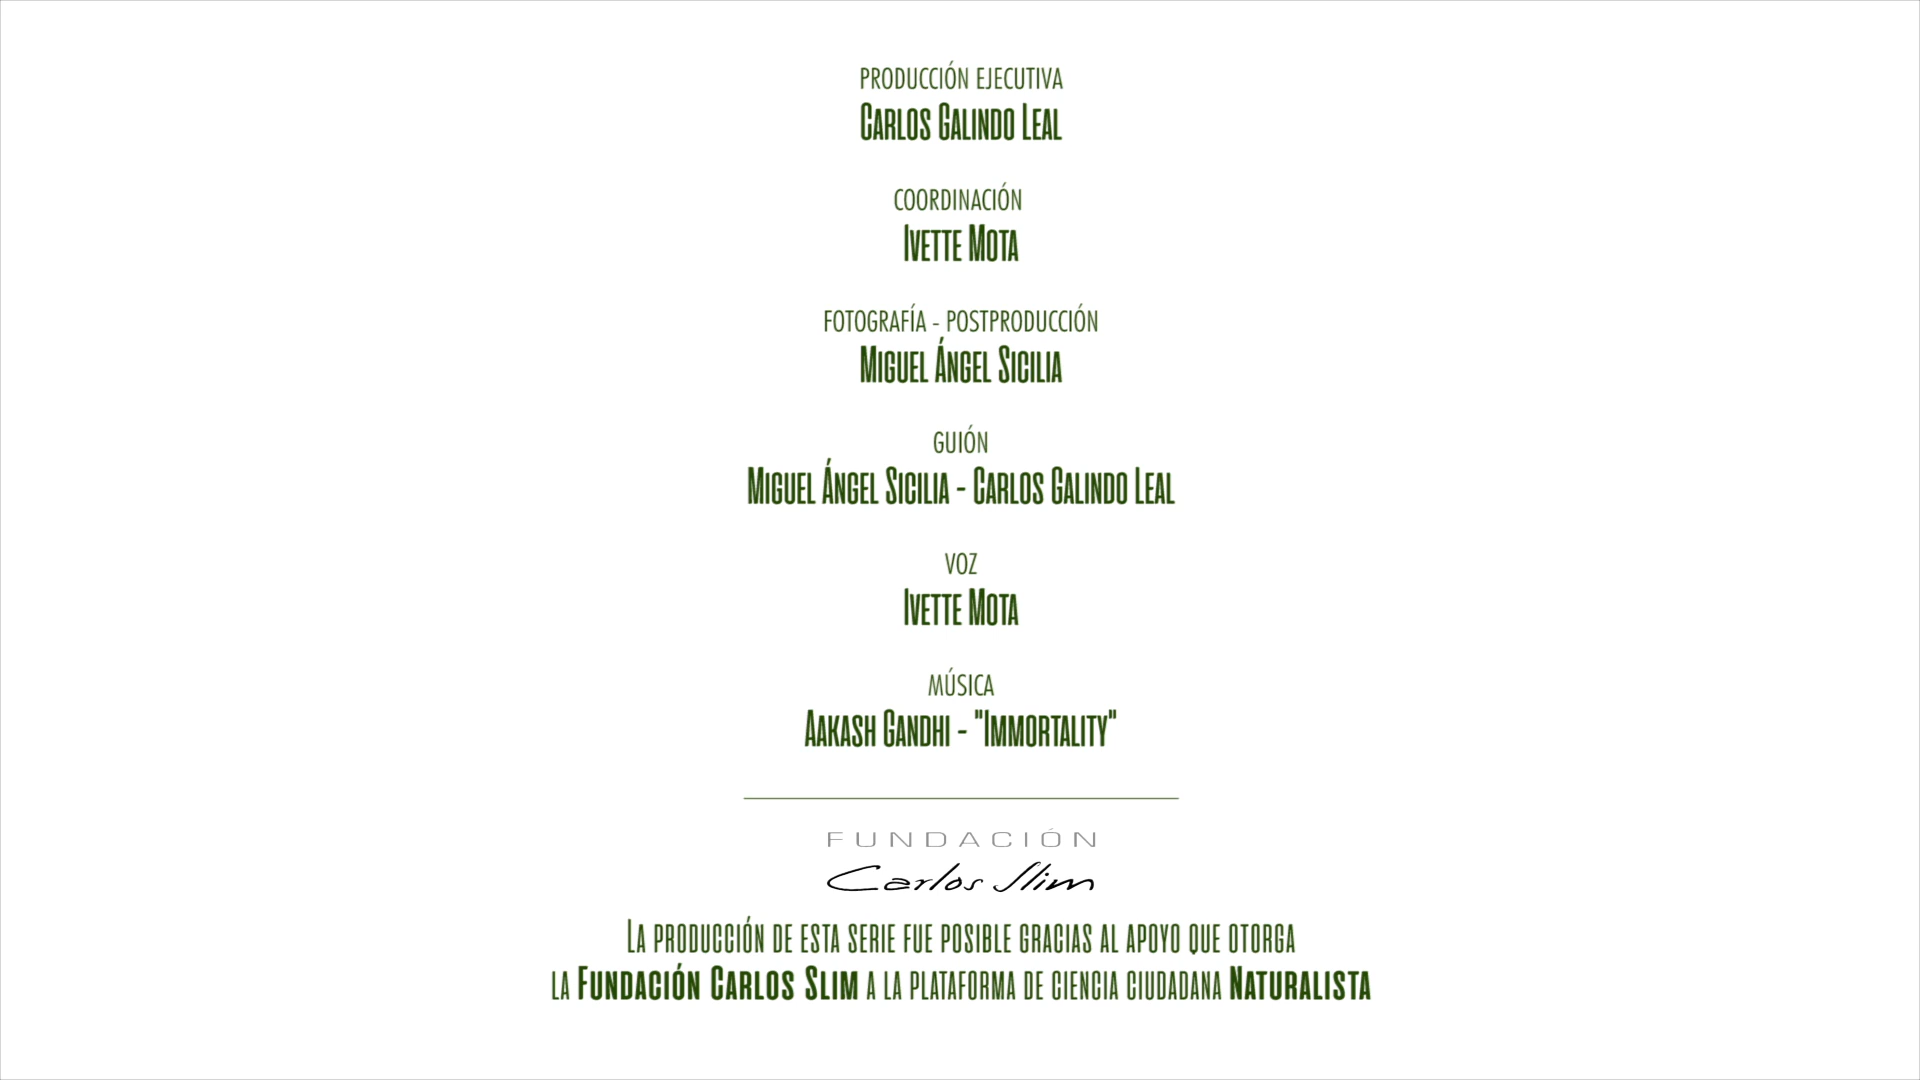 PRODUCCIÓN EJECUTIVA
CARLOS GALINDO LEAL
COORDINACIÓN
IVETTE MOTA
FOTOGRAFÍA - POSTPRODUCCIÓN
MIGUEL ÁNGEL SICILIA
GUIÓN
MIGUEL ÁNGEL SICILIA - CARLOS GALINDO LEAL
VOZ
IVETTE MOTA
MÚSICA
AAKASH GANDHI - "IMMORTALITY"
FUNDACIÓN
Carlos Slim
LA PRODUCCIÓN DE ESTA SERIE FUE POSIBLE GRACIAS AL APOYO QUE OTORGA
LA FUNDACIÓN CARLOS SLIM A LA PLATAFORMA DE CIENCIA CIUDADANA NATURALISTA